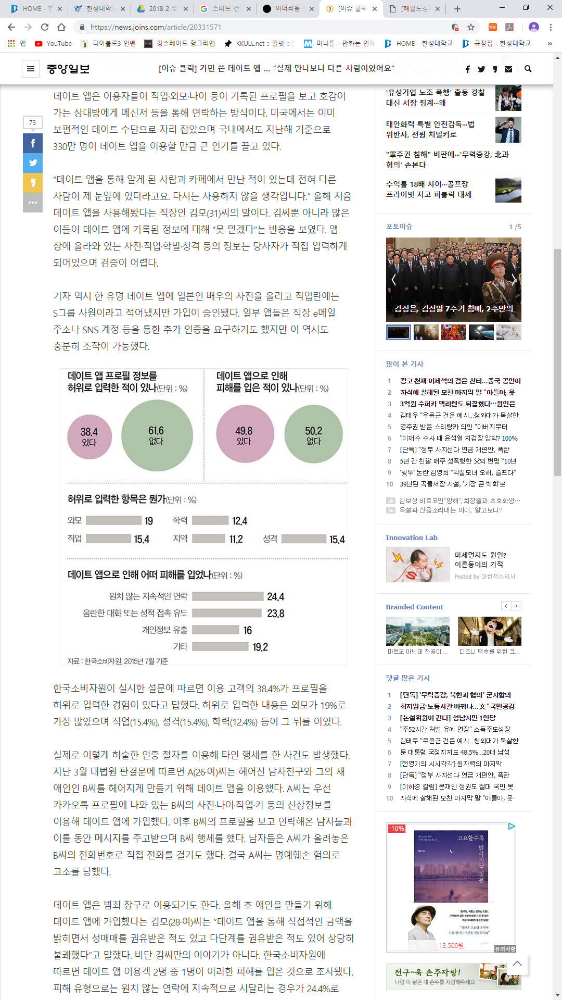 HOME - 한
한성대학교
2018-2 수
스마트 컨
이더리움
[이슈 클릭
[헤럴드경
https://news.joins.com/article/20331571
앱
YouTube
디아블로3 인벤
킹스레이드 헝그리앱
KKULL.net :: 꿀넷 ::
미니툰 - 만화는 언제
HOME - 한성대학교
규정집 - 한성대학교
»
중앙일보
[이슈 클릭] 가면 쓴 데이트 앱 … “실제 만나보니 다른 사람이었어요”
73
데이트 앱은 이용자들이 직업·외모·나이 등이 기록된 프로필을 보고 호감이
가는 상대방에게 메신저 등을 통해 연락하는 방식이다. 미국에서는 이미
보편적인 데이트 수단으로 자리 잡았으며 국내에서도 지난해 기준으로
330만 명이 데이트 앱을 이용할 만큼 큰 인기를 끌고 있다.
“데이트 앱을 통해 알게 된 사람과 카페에서 만난 적이 있는데 전혀 다른
사람이 제 눈앞에 있더라고요. 다시는 사용하지 않을 생각입니다.” 올해 처음
데이트 앱을 사용해봤다는 직장인 김모(31)씨의 말이다. 김씨뿐 아니라 많은
이들이 데이트 앱에 기록된 정보에 대해 “못 믿겠다”는 반응을 보였다. 앱
상에 올라와 있는 사진·직업·학벌·성격 등의 정보는 당사자가 직접 입력하게
되어있으며 검증이 어렵다.
기자 역시 한 유명 데이트 앱에 일본인 배우의 사진을 올리고 직업란에는
S그룹 사원이라고 적어냈지만 가입이 승인됐다. 일부 앱들은 직장 e메일
주소나 SNS 계정 등을 통한 추가 인증을 요구하기도 했지만 이 역시도
충분히 조작이 가능했다.
데이트 앱 프로필 정보를
허위로 입력한 적이 있나(단위 : %)
38.4
있다
61.6
없다
데이트 앱으로 인해
피해를 입은 적이 있나(단위 : %)
49.8
있다
50.2
없다
허위로 입력한 항목은 뭔가(단위 : %)
외모 19 학력 12.4
직업 15.4 지역 11.2 성격 15.4
데이트 앱으로 인해 어떠 피해를 입었나(단위 : %)
원치 않는 지속적인 연락 24.4
음란한 대화 또는 성적 접촉 유도 23.8
개인정보 유출 16
기타 19.2
자료 : 한국소비자원, 2015년 7월 기준
한국소비자원이 실시한 설문에 따르면 이용 고객의 38.4%가 프로필을
허위로 입력한 경험이 있다고 답했다. 허위로 입력한 내용은 외모가 19%로
가장 많았으며 직업(15.4%), 성격(15.4%), 학력(12.4%) 등이 그 뒤를 이었다.
실제로 이렇게 허술한 인증 절차를 이용해 타인 행세를 한 사건도 발생했다.
지난 3월 대법원 판결문에 따르면 A(26·여)씨는 헤어진 남자친구와 그의 새
애인인 B씨를 헤어지게 만들기 위해 데이트 앱을 이용했다. A씨는 우선
카카오톡 프로필에 나와 있는 B씨의 사진·나이·직업·키 등의 신상정보를
이용해 데이트 앱에 가입했다. 이후 B씨의 프로필을 보고 연락해온 남자들과
이틀 동안 메시지를 주고받으며 B씨 행세를 했다. 남자들은 A씨가 올려놓은
B씨의 전화번호로 직접 전화를 걸기도 했다. 결국 A씨는 명예훼손 혐의로
고소를 당했다.
데이트 앱은 범죄 창구로 이용되기도 한다. 올해 초 애인을 만들기 위해
데이트 앱에 가입했다는 김모(28·여)씨는 “데이트 앱을 통해 직접적인 금액을
밝히면서 성매매를 권유받은 적도 있고 다단계를 권유받은 적도 있어 상당히
불쾌했다”고 말했다. 비단 김씨만의 이야기가 아니다. 한국소비자원에
따르면 데이트 앱 이용객 2명 중 1명이 이러한 피해를 입은 것으로 조사됐다.
피해 유형으로는 원치 않는 연락에 지속적으로 시달리는 경우가 24.4%로
'유성기업 노조 폭행' 출동 경찰
대신 서장 징계…왜
태안화력 특별 안전감독…법
위반자, 전원 처벌키로
"軍주권 침해" 비판에…'무력증강, 北과
협의' 손본다
수익률 18배 차이…골프장
프라이빗 지고 퍼블릭 대세
포토이슈
1 /5
김정은, 김정일 7주기 참배, 2주만의
많이 본 기사
1 광고 천재 이제석의 검은 산타…중국 공안이
2 자식에 살해된 모친 마지막 말 "아들아, 옷
3 3억원 수퍼카 맥라렌도 뒤집혔다…원인은
4 김태우 "우윤근 건은 예시…청와대가 묵살한
5 영주권 받은 스리랑카 의인 "아버지부터
6 "이재수 수사 때 윤석열 지검장 압박? 100%
7 [단독] "정부 사지선다 연금 개편안, 폭탄
8 5년 간 친딸 매주 성폭행한 父의 변명 "10년
9 '빚투' 논란 김영희 "악질모녀 오해, 슬프다"
10 39년된 곡물저장 시설, '가장 큰 벽화'로
AD 김보성 비트코인"망해", 회장들과 초호화생…
AD 욕설과 신음소리내는 아이, 알고보니?
Innovation Lab
미세먼지도 원인?
이른둥이의 기적
Posted by 대한적십자사
Branded Content
마트도 아닌데 전공이 ...
디즈니 덕후를 위한 크...
댓글 많은 기사
1 [단독] ‘무력증강, 북한과 협의’ 군사합의
2 최저임금·노동시간 바뀌나…文 "국민공감
3 [논설위원이 간다] 성남시민 1인당
4 "주52시간 처벌 유예 연장" 소득주도성장
5 김태우 "우윤근 건은 예시…청와대가 묵살한
6 문 대통령 국정지지도 48.5%…20대 남성
7 [전영기의 시시각각] 원자력의 마지막
8 [단독] "정부 사지선다 연금 개편안, 폭탄
9 [이하경 칼럼] 문재인 정권도 절대 국민 못
10 자식에 살해된 모친 마지막 말 "아들아, 옷
-10%
고요할수록
밝아지는 것들
13,500원
유의사항
전구~욱 손주자랑!
나랑 똑 닮은 내 손주를 자랑해주세요